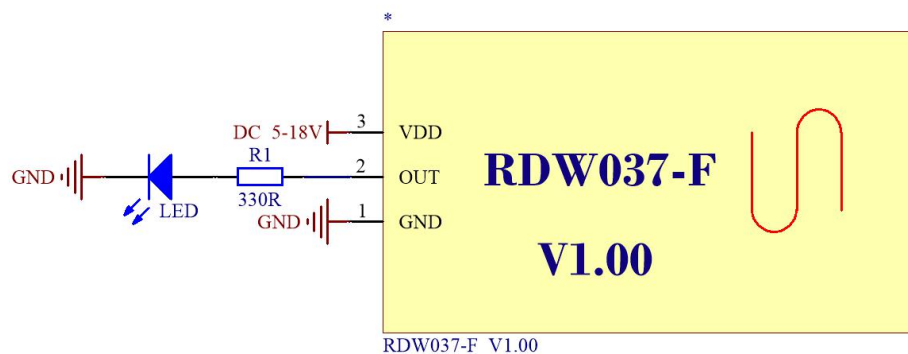 *
DC 5-18V
3
VDD
R1
2
OUT
GND
330R
LED
GND
1
GND
RDW037-F
V1.00
RDW037-F V1.00